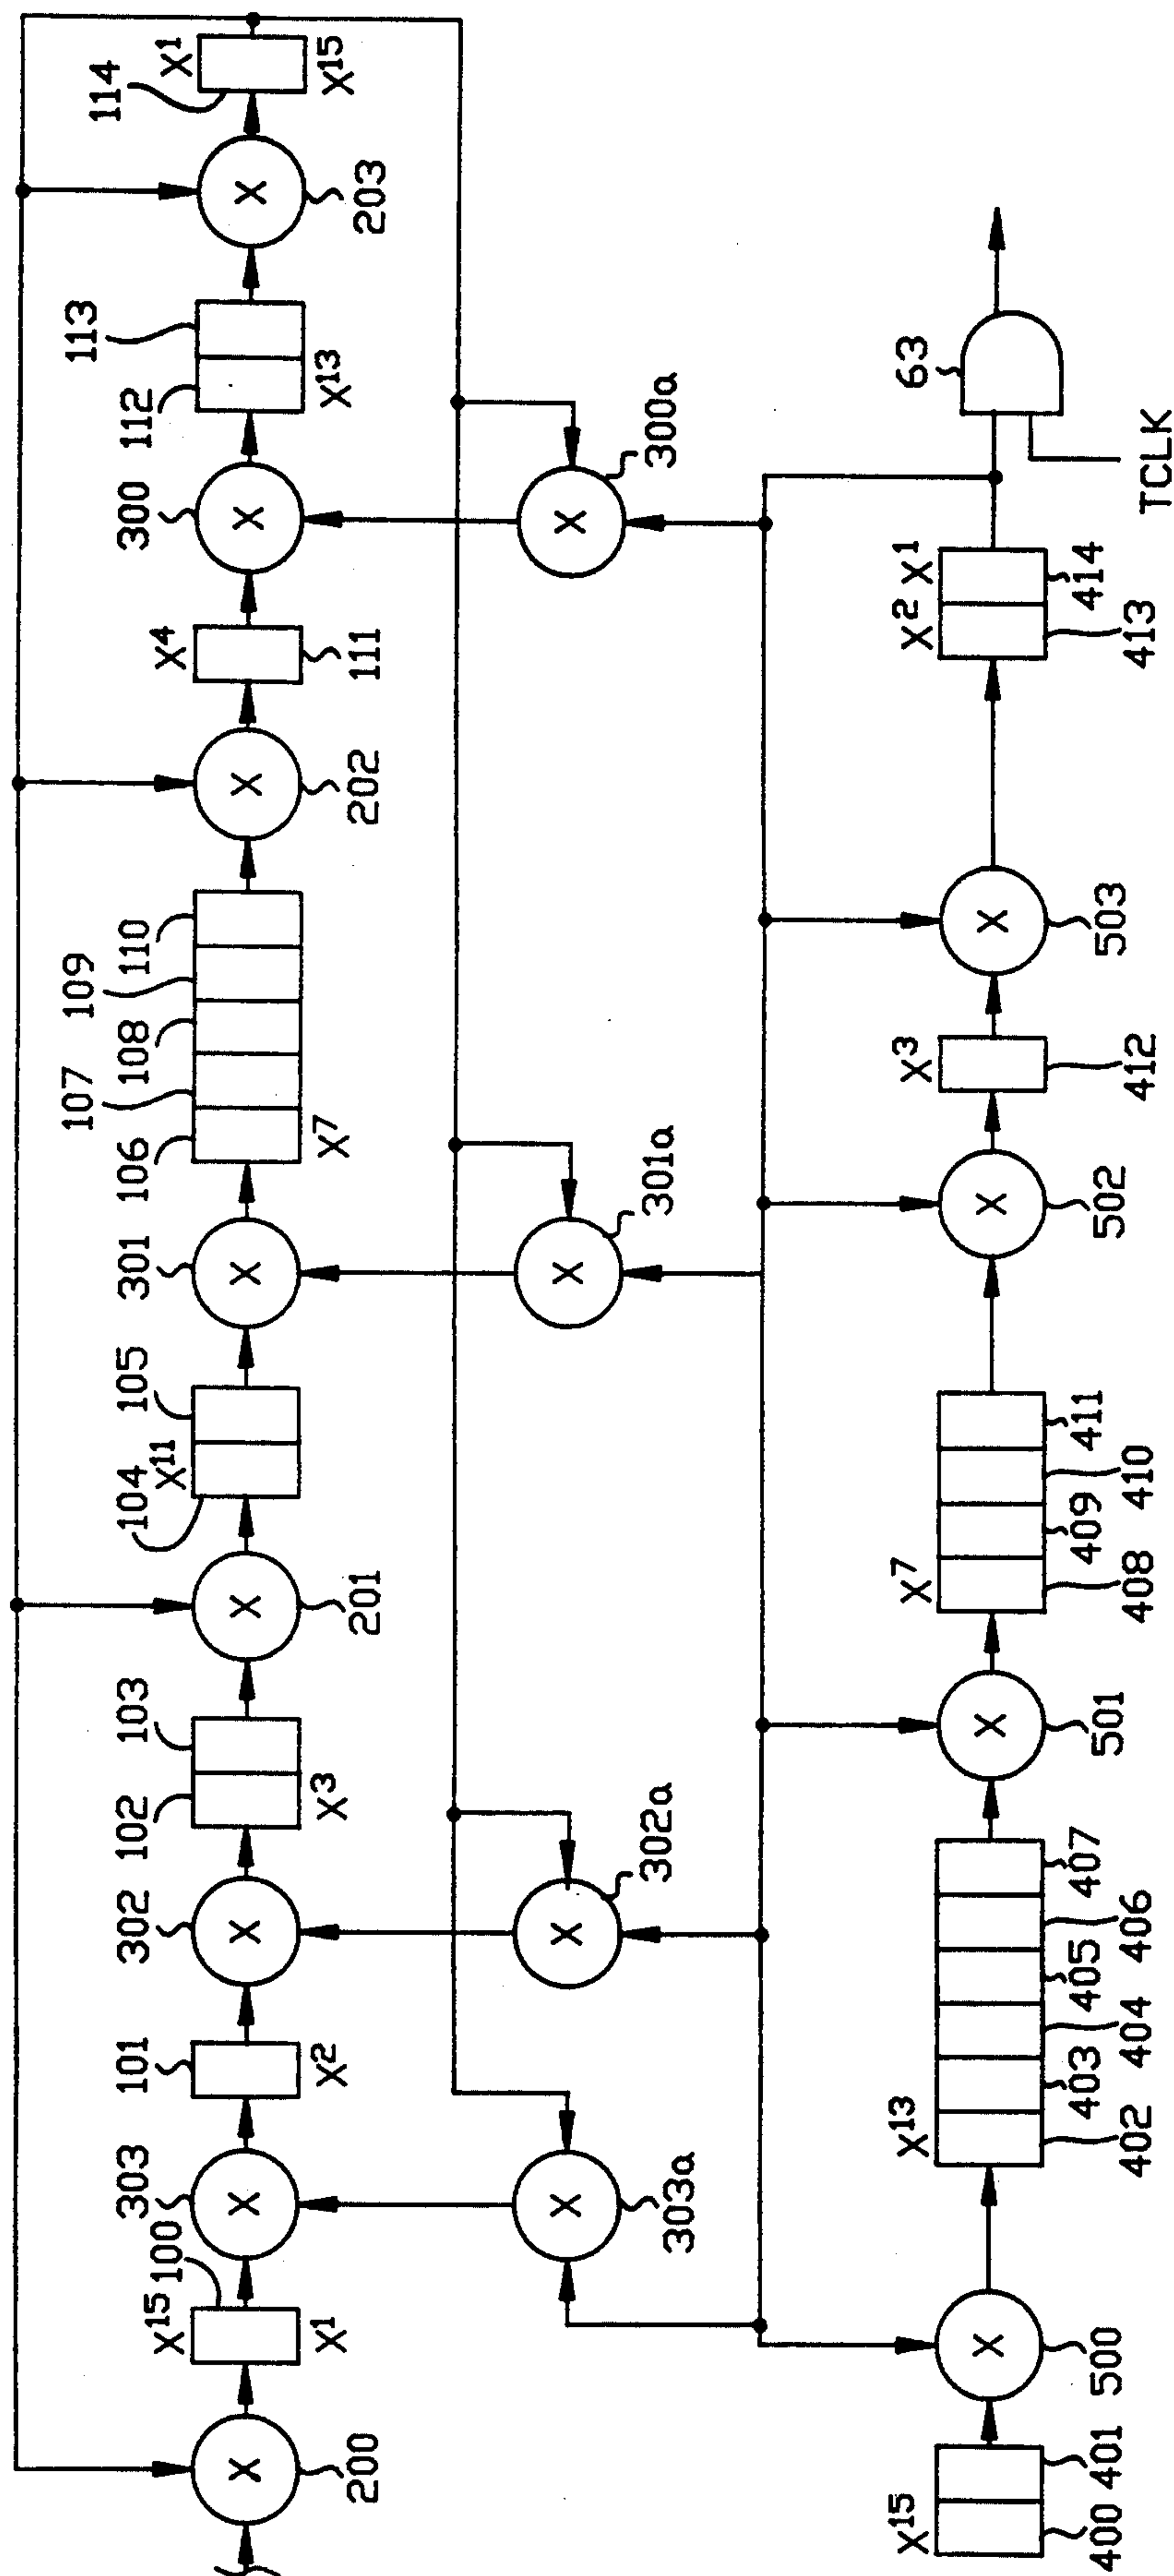 X¹⁵ 100 303 101 302 102 103 104 X¹¹ 105 301 106 107 108 109 110 X⁴ 300 112 113 114 X¹
X X X X X X X X
200 X¹ X² X³ 201 X⁷ 202 111 X¹³ 203 X¹⁵
X X X X
303a 302a 301a 300a
X¹⁵ X¹³ X⁷ X³ X² X¹ 63
X X X X
400 401 500 402 403 404 405 406 407 501 408 409 410 411 502 412 503 413 414 TCLK